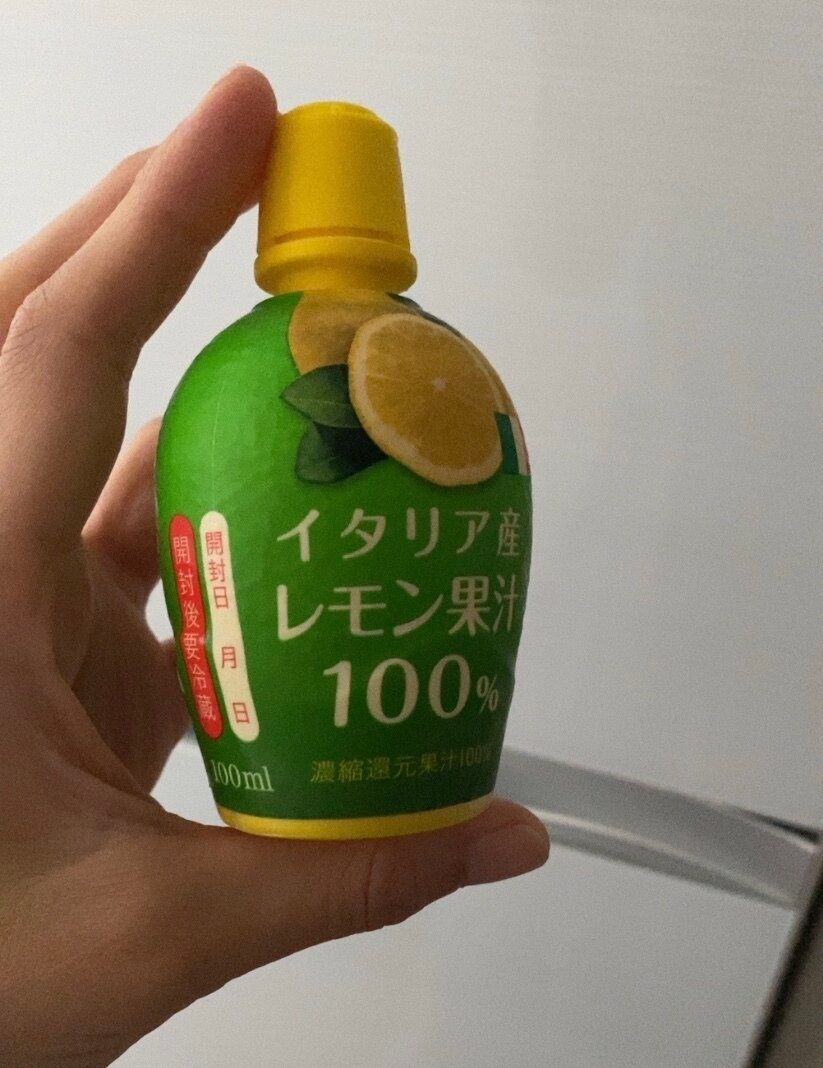 イタリア産
レモン果汁
100%
濃縮還元果汁100%
開封日 月 日
開封後要冷蔵
100ml